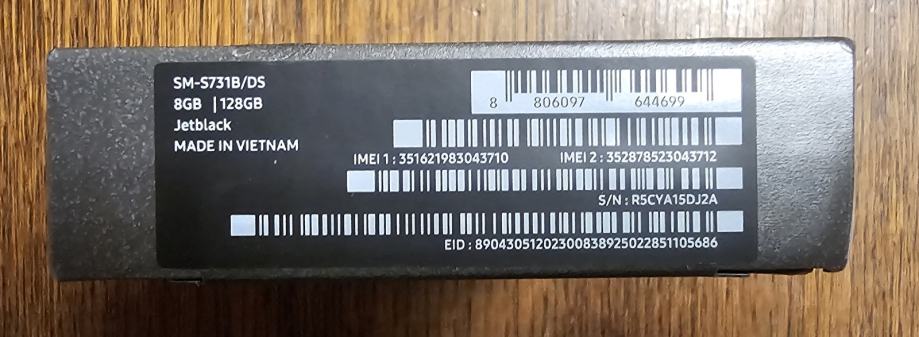 SM-S731B/DS
8GB | 128GB
Jetblack
MADE IN VIETNAM
8 806097 644699
IMEI 1 : 351621983043710 IMEI 2 : 352878523043712
S/N : R5CYA15DJ2A
EID : 89043051202300838925022851105686